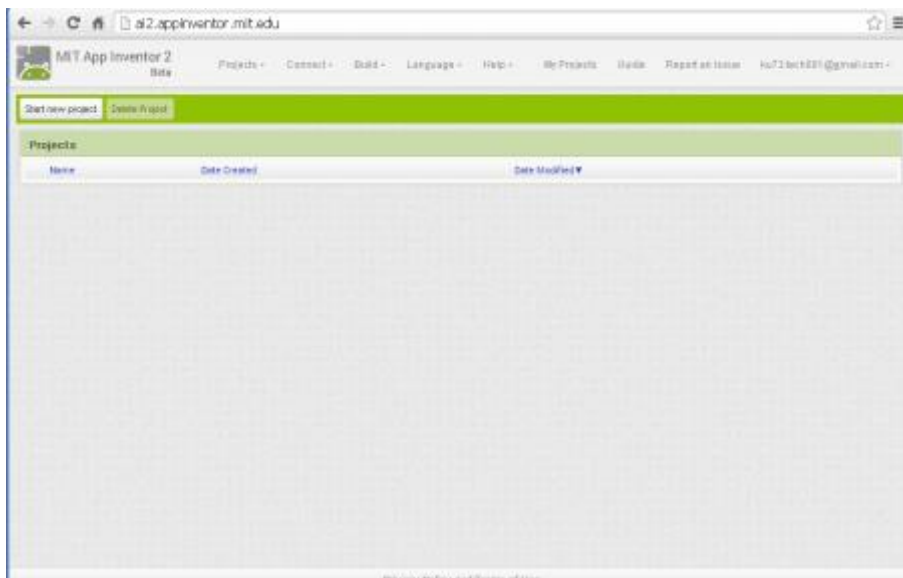 ai2.appinventor.mit.edu
MIT App Inventor 2
Beta
Projects Connect Build Language Help My Projects Guide Report an Issue
Start new project Delete Project
Projects
Name Date Created Date Modified▼